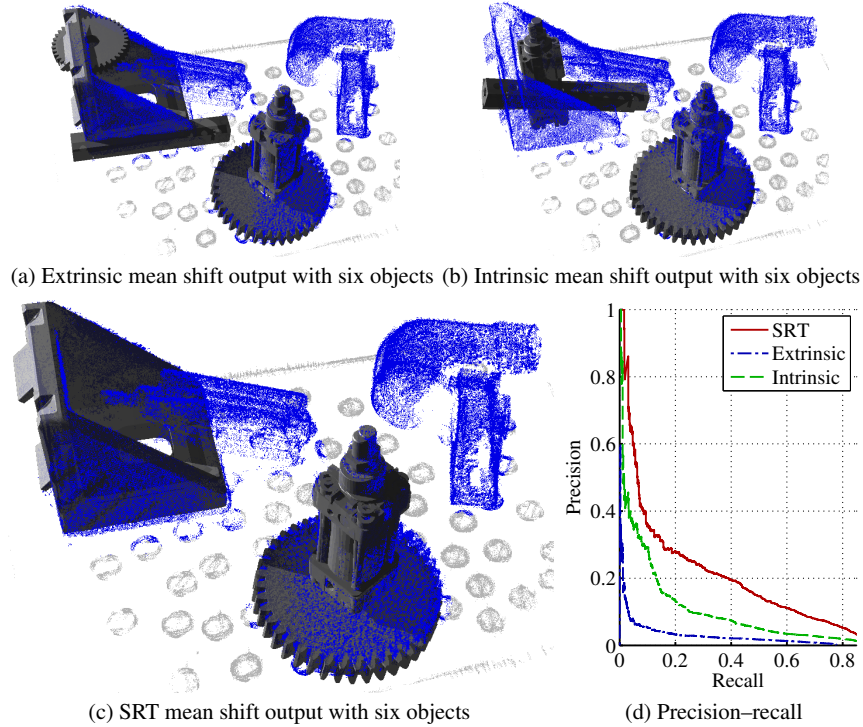 (a) Extrinsic mean shift output with six objects
(b) Intrinsic mean shift output with six objects
1
0.8
0.6
0.4
0.2
0
Precision
SRT
Extrinsic
Intrinsic
0 0.2 0.4 0.6 0.8
Recall
(c) SRT mean shift output with six objects
(d) Precision–recall